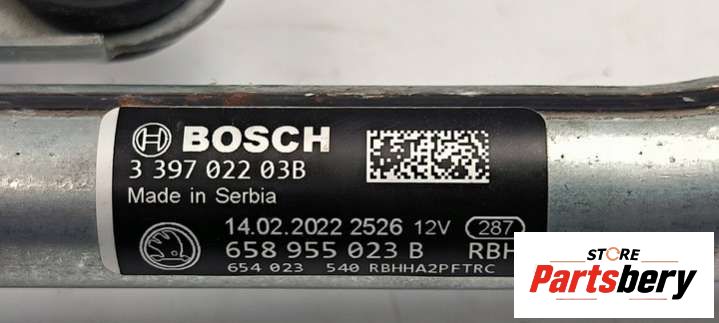 BOSCH
3 397 022 03B
Made in Serbia
14.02.2022 2526 12V 287
658 955 023 B RBH
654 023 540 RBHHA2PFTRC
STORE
Partsbery